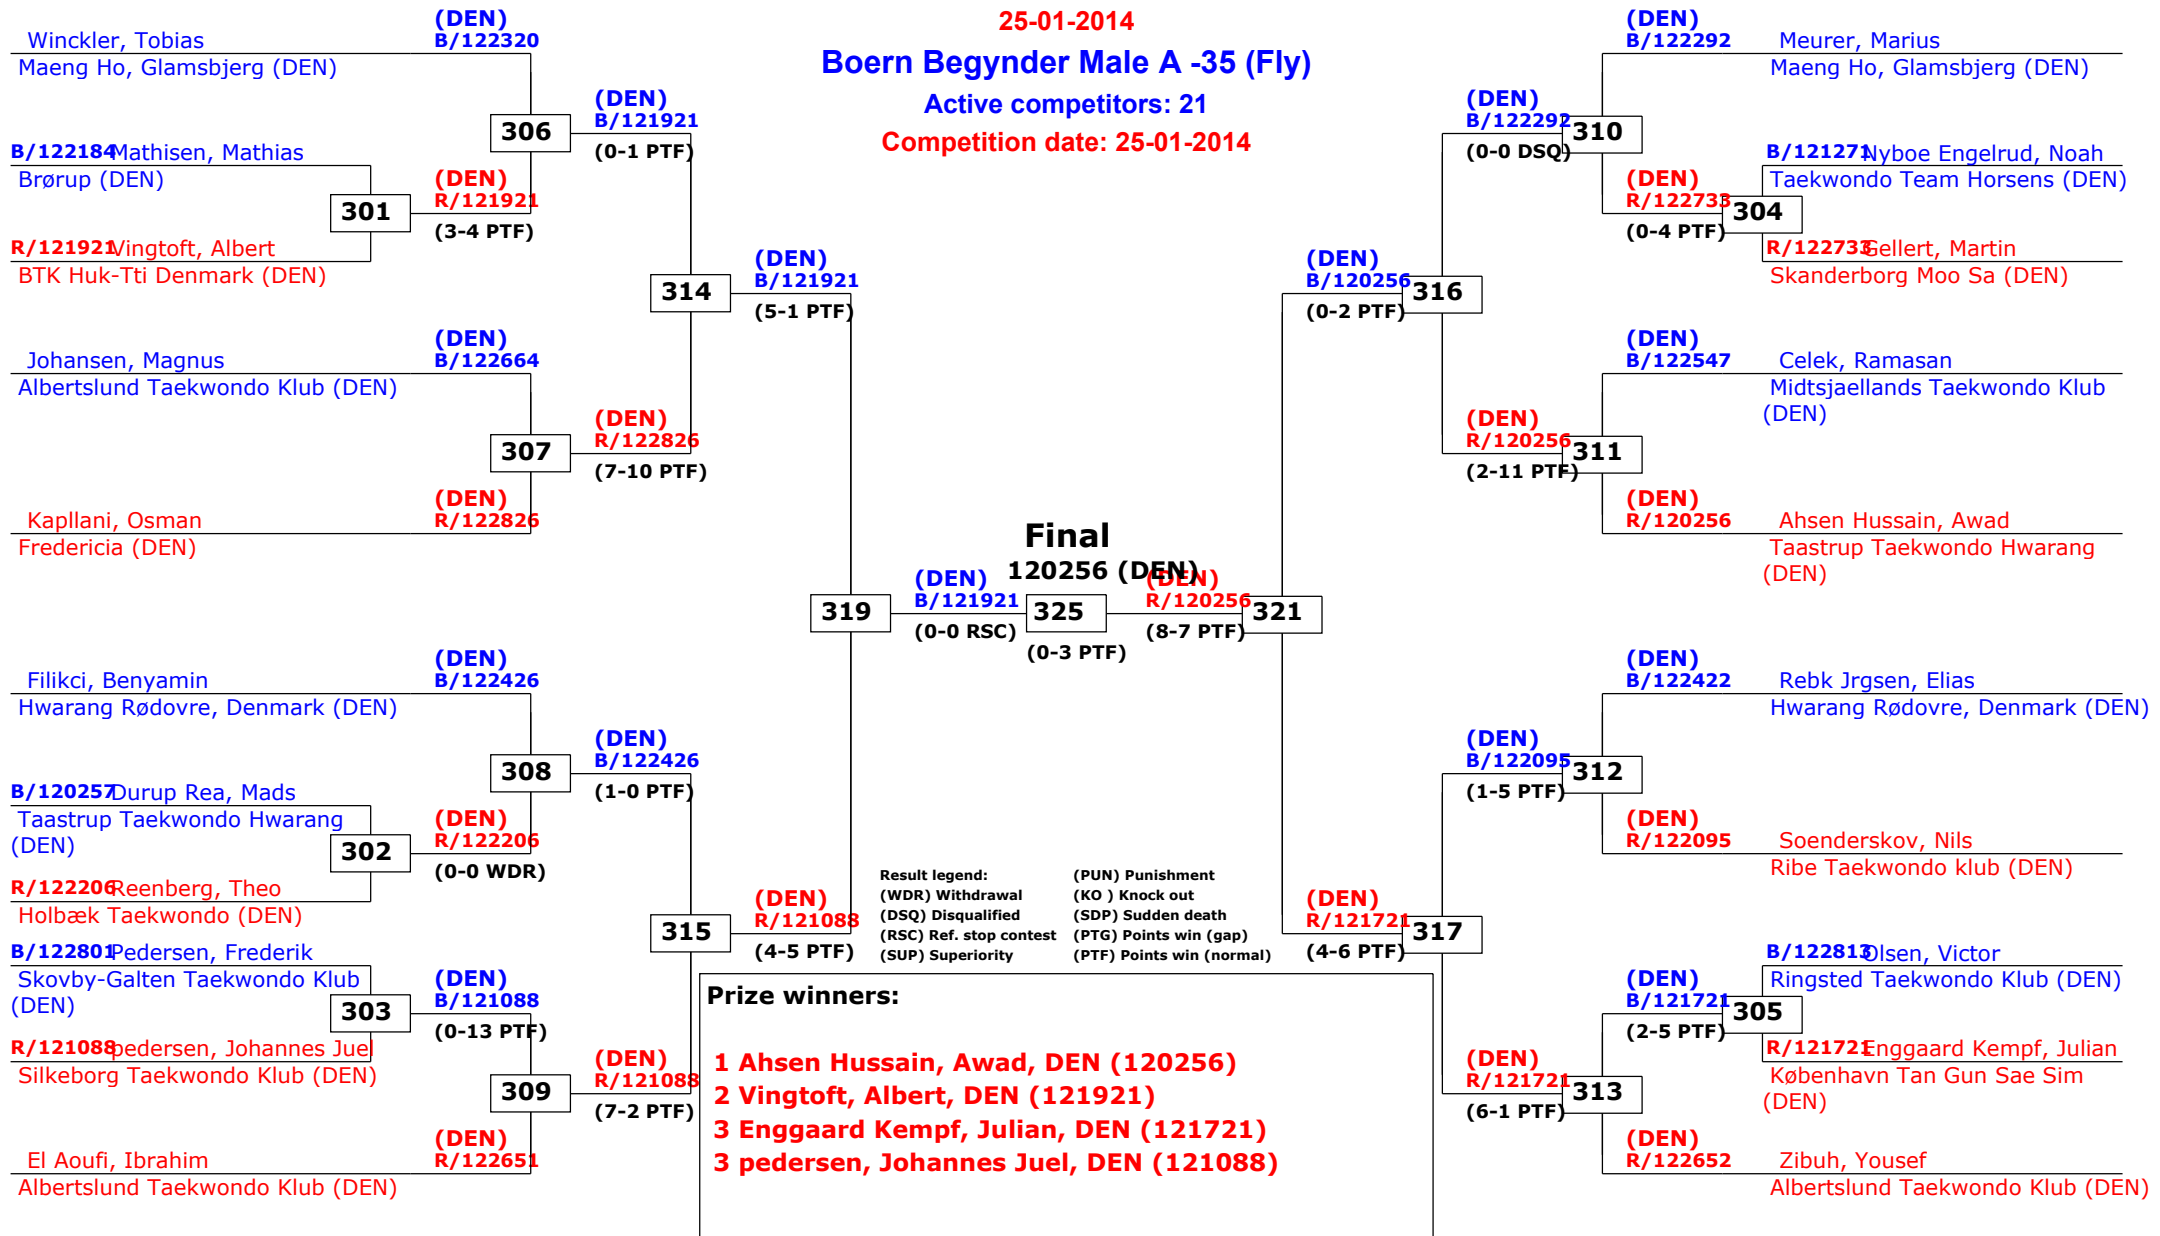 25-01-2014
Boern Begynder Male A -35 (Fly)
Active competitors: 21
Competition date: 25-01-2014
(DEN)
Winckler, Tobias B/122320
Maeng Ho, Glamsbjerg (DEN)
306
(DEN)
B/121921
(0-1 PTF)
B/122184 Mathisen, Mathias
Brørup (DEN)
301
(DEN)
R/121921
(3-4 PTF)
R/121921 Vingtoft, Albert
BTK Huk-Tti Denmark (DEN)
314
(DEN)
B/121921
(5-1 PTF)
(DEN)
Johansen, Magnus B/122664
Albertslund Taekwondo Klub (DEN)
307
(DEN)
R/122826
(7-10 PTF)
(DEN)
Kapllani, Osman R/122826
Fredericia (DEN)
319
(DEN)
B/121921
(0-0 RSC)
(DEN)
Filikci, Benyamin B/122426
Hwarang Rødovre, Denmark (DEN)
308
(DEN)
B/122426
(1-0 PTF)
B/120257 Durup Rea, Mads
Taastrup Taekwondo Hwarang
(DEN)
302
(DEN)
R/122206
(0-0 WDR)
R/122206 Reenberg, Theo
Holbæk Taekwondo (DEN)
315
(DEN)
R/121088
(4-5 PTF)
B/122801 Pedersen, Frederik
Skovby-Galten Taekwondo Klub
(DEN)
303
(DEN)
B/121088
(0-13 PTF)
R/121088 pedersen, Johannes Juel
Silkeborg Taekwondo Klub (DEN)
309
(DEN)
R/121088
(7-2 PTF)
(DEN)
El Aoufi, Ibrahim R/122651
Albertslund Taekwondo Klub (DEN)
Final
120256 (DEN)
325
(0-3 PTF)
(DEN)
R/120256
(8-7 PTF)
321
(DEN)
B/122292 Meurer, Marius
Maeng Ho, Glamsbjerg (DEN)
(DEN)
B/122292
(0-0 DSQ)
310
B/121271 Nyboe Engelrud, Noah
Taekwondo Team Horsens (DEN)
(DEN)
R/122733
(0-4 PTF)
304
R/122733 Gellert, Martin
Skanderborg Moo Sa (DEN)
(DEN)
B/120256
(0-2 PTF)
316
(DEN)
B/122547 Celek, Ramasan
Midtsjaellands Taekwondo Klub
(DEN)
(DEN)
R/120256
(2-11 PTF)
311
(DEN)
R/120256 Ahsen Hussain, Awad
Taastrup Taekwondo Hwarang
(DEN)
(DEN)
B/122422 Rebk Jrgsen, Elias
Hwarang Rødovre, Denmark (DEN)
(DEN)
B/122095
(1-5 PTF)
312
(DEN)
R/122095 Soenderskov, Nils
Ribe Taekwondo klub (DEN)
(DEN)
R/121721
(4-6 PTF)
317
B/122813 Olsen, Victor
Ringsted Taekwondo Klub (DEN)
(DEN)
B/121721
(2-5 PTF)
305
R/121721 Enggaard Kempf, Julian
København Tan Gun Sae Sim
(DEN)
(DEN)
R/121721
(6-1 PTF)
313
(DEN)
R/122652 Zibuh, Yousef
Albertslund Taekwondo Klub (DEN)
Result legend: (PUN) Punishment
(WDR) Withdrawal (KO ) Knock out
(DSQ) Disqualified (SDP) Sudden death
(RSC) Ref. stop contest (PTG) Points win (gap)
(SUP) Superiority (PTF) Points win (normal)
Prize winners:
1 Ahsen Hussain, Awad, DEN (120256)
2 Vingtoft, Albert, DEN (121921)
3 Enggaard Kempf, Julian, DEN (121721)
3 pedersen, Johannes Juel, DEN (121088)